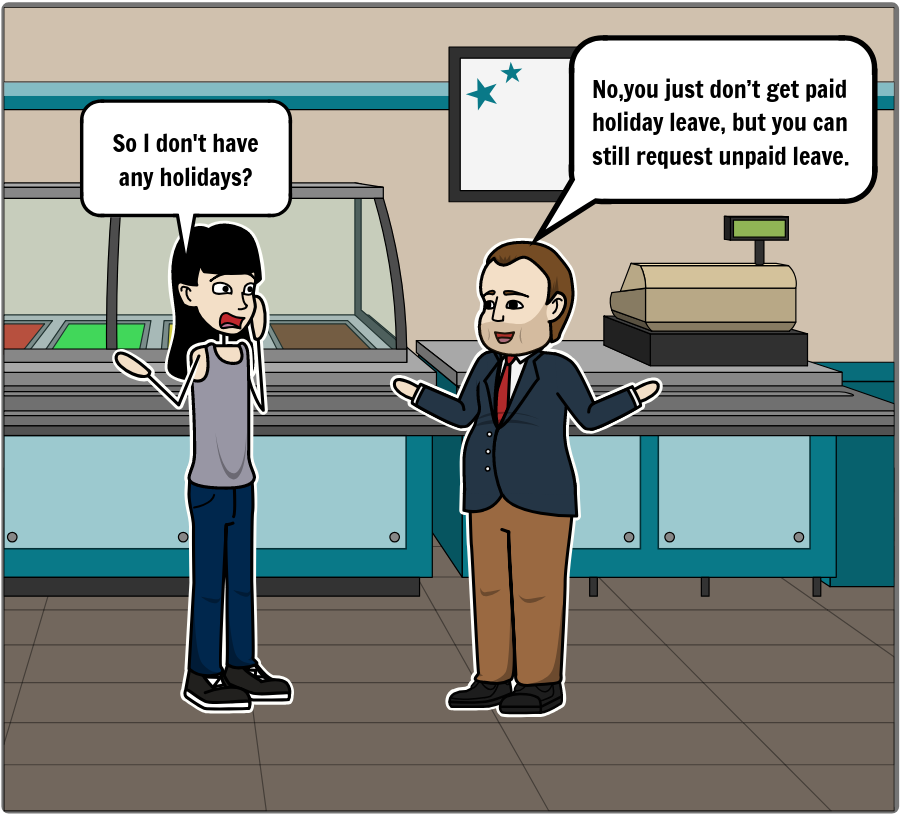 So I don't have
any holidays?
No,you just don’t get paid
holiday leave, but you can
still request unpaid leave.